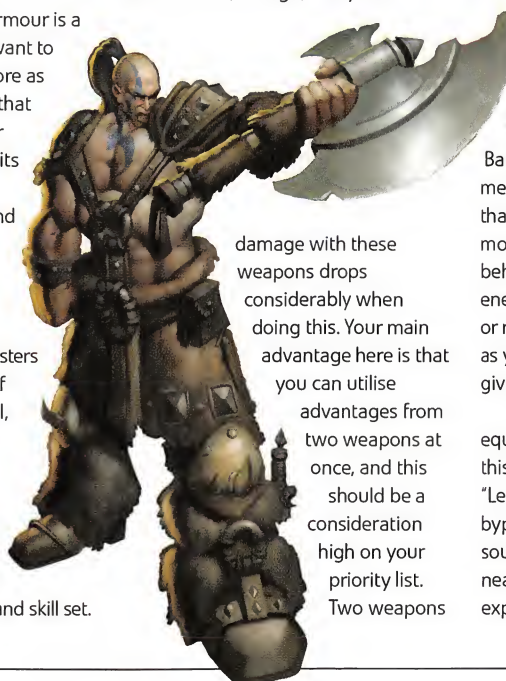 rmour is a
vant to
ore as
that
r
its
nd
sters
f
l,
and skill set.
damage with these
weapons drops
considerably when
doing this. Your main
advantage here is that
you can utilise
advantages from
two weapons at
once, and this
should be a
consideration
high on your
priority list.
Two weapons
Ba
me
tha
mo
beh
ene
or r
as y
giv
equ
this
"Le
byp
sou
nea
exp